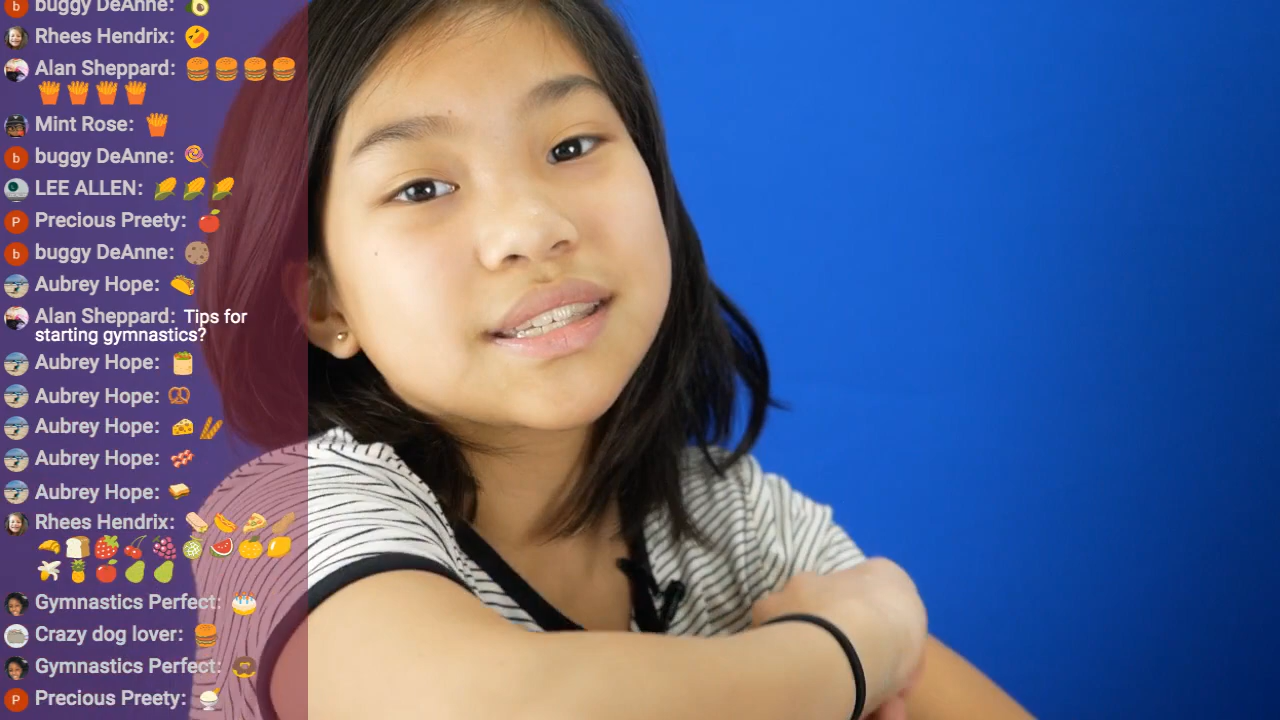 buggy DeAnne: 🥑
Rhees Hendrix: 🥭
Alan Sheppard: 🍔🍔🍔🍔
🍟🍟🍟🍟
Mint Rose: 🍟
b
buggy DeAnne: 🍭
LEE ALLEN: 🌽🌽🌽
P
Precious Preety: 🍎
b
buggy DeAnne: 🍪
Aubrey Hope: 🌮
Alan Sheppard: Tips for
starting gymnastics?
Aubrey Hope: 🌯
Aubrey Hope: 🥨
Aubrey Hope: 🧀🥖
Aubrey Hope: 🥓
Aubrey Hope: 🥪
Rhees Hendrix:
Gymnastics Perfect: 🎂
Crazy dog lover: 🍔
Gymnastics Perfect: 🍩
P
Precious Preety: 🍨